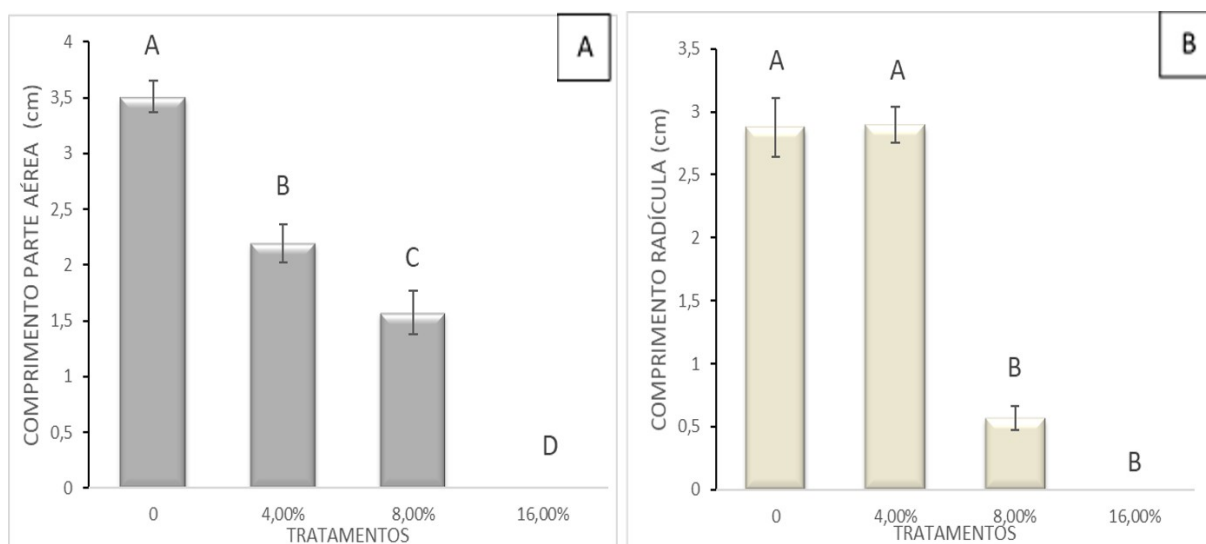 A
COMPRIMENTO PARTE AÉREA (cm)
4
3,5
3
2,5
2
1,5
1
0,5
0
A
B
C
D
0 4,00% 8,00% 16,00%
TRATAMENTOS
B
COMPRIMENTO RADÍCULA (cm)
3,5
3
2,5
2
1,5
1
0,5
0
A
A
B
B
0 4,00% 8,00% 16,00%
TRATAMENTOS